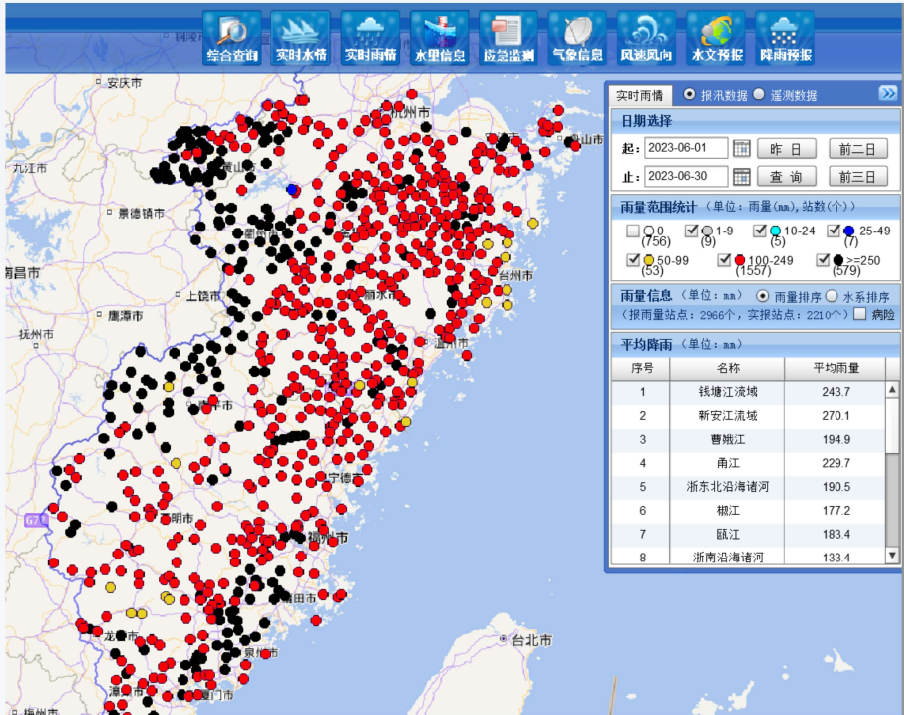 综合查询 实时水情 实时雨情 水里信息 应急监测 气象信息 风速风向 水文预报 降雨预报
安庆市
杭州市
九江市
黄山市
景德镇市
台州市
上饶市
丽水市
鹰潭市
抚州市
温州市
宁德市
福州市
莆田市
台北市
泉州市
厦门市
梅州市
实时雨情 报汛数据 遥测数据
日期选择
起: 2023-06-01 昨 日 前二日
止: 2023-06-30 查 询 前三日
雨量范围统计 (单位: 雨量(mm),站数(个))
0 1-9 10-24 25-49
(756) (9) (5) (7)
50-99 100-249 >=250
(53) (1557) (579)
雨量信息 (单位: mm) 雨量排序 水系排序
(报雨量站点: 2966个, 实报站点: 2210个) 病险
平均降雨 (单位: mm)
序号 名称 平均雨量
1 钱塘江流域 243.7
2 新安江流域 270.1
3 曹娥江 194.9
4 甬江 229.7
5 浙东北沿海诸河 190.5
6 椒江 177.2
7 瓯江 183.4
8 浙南沿海诸河 133.4